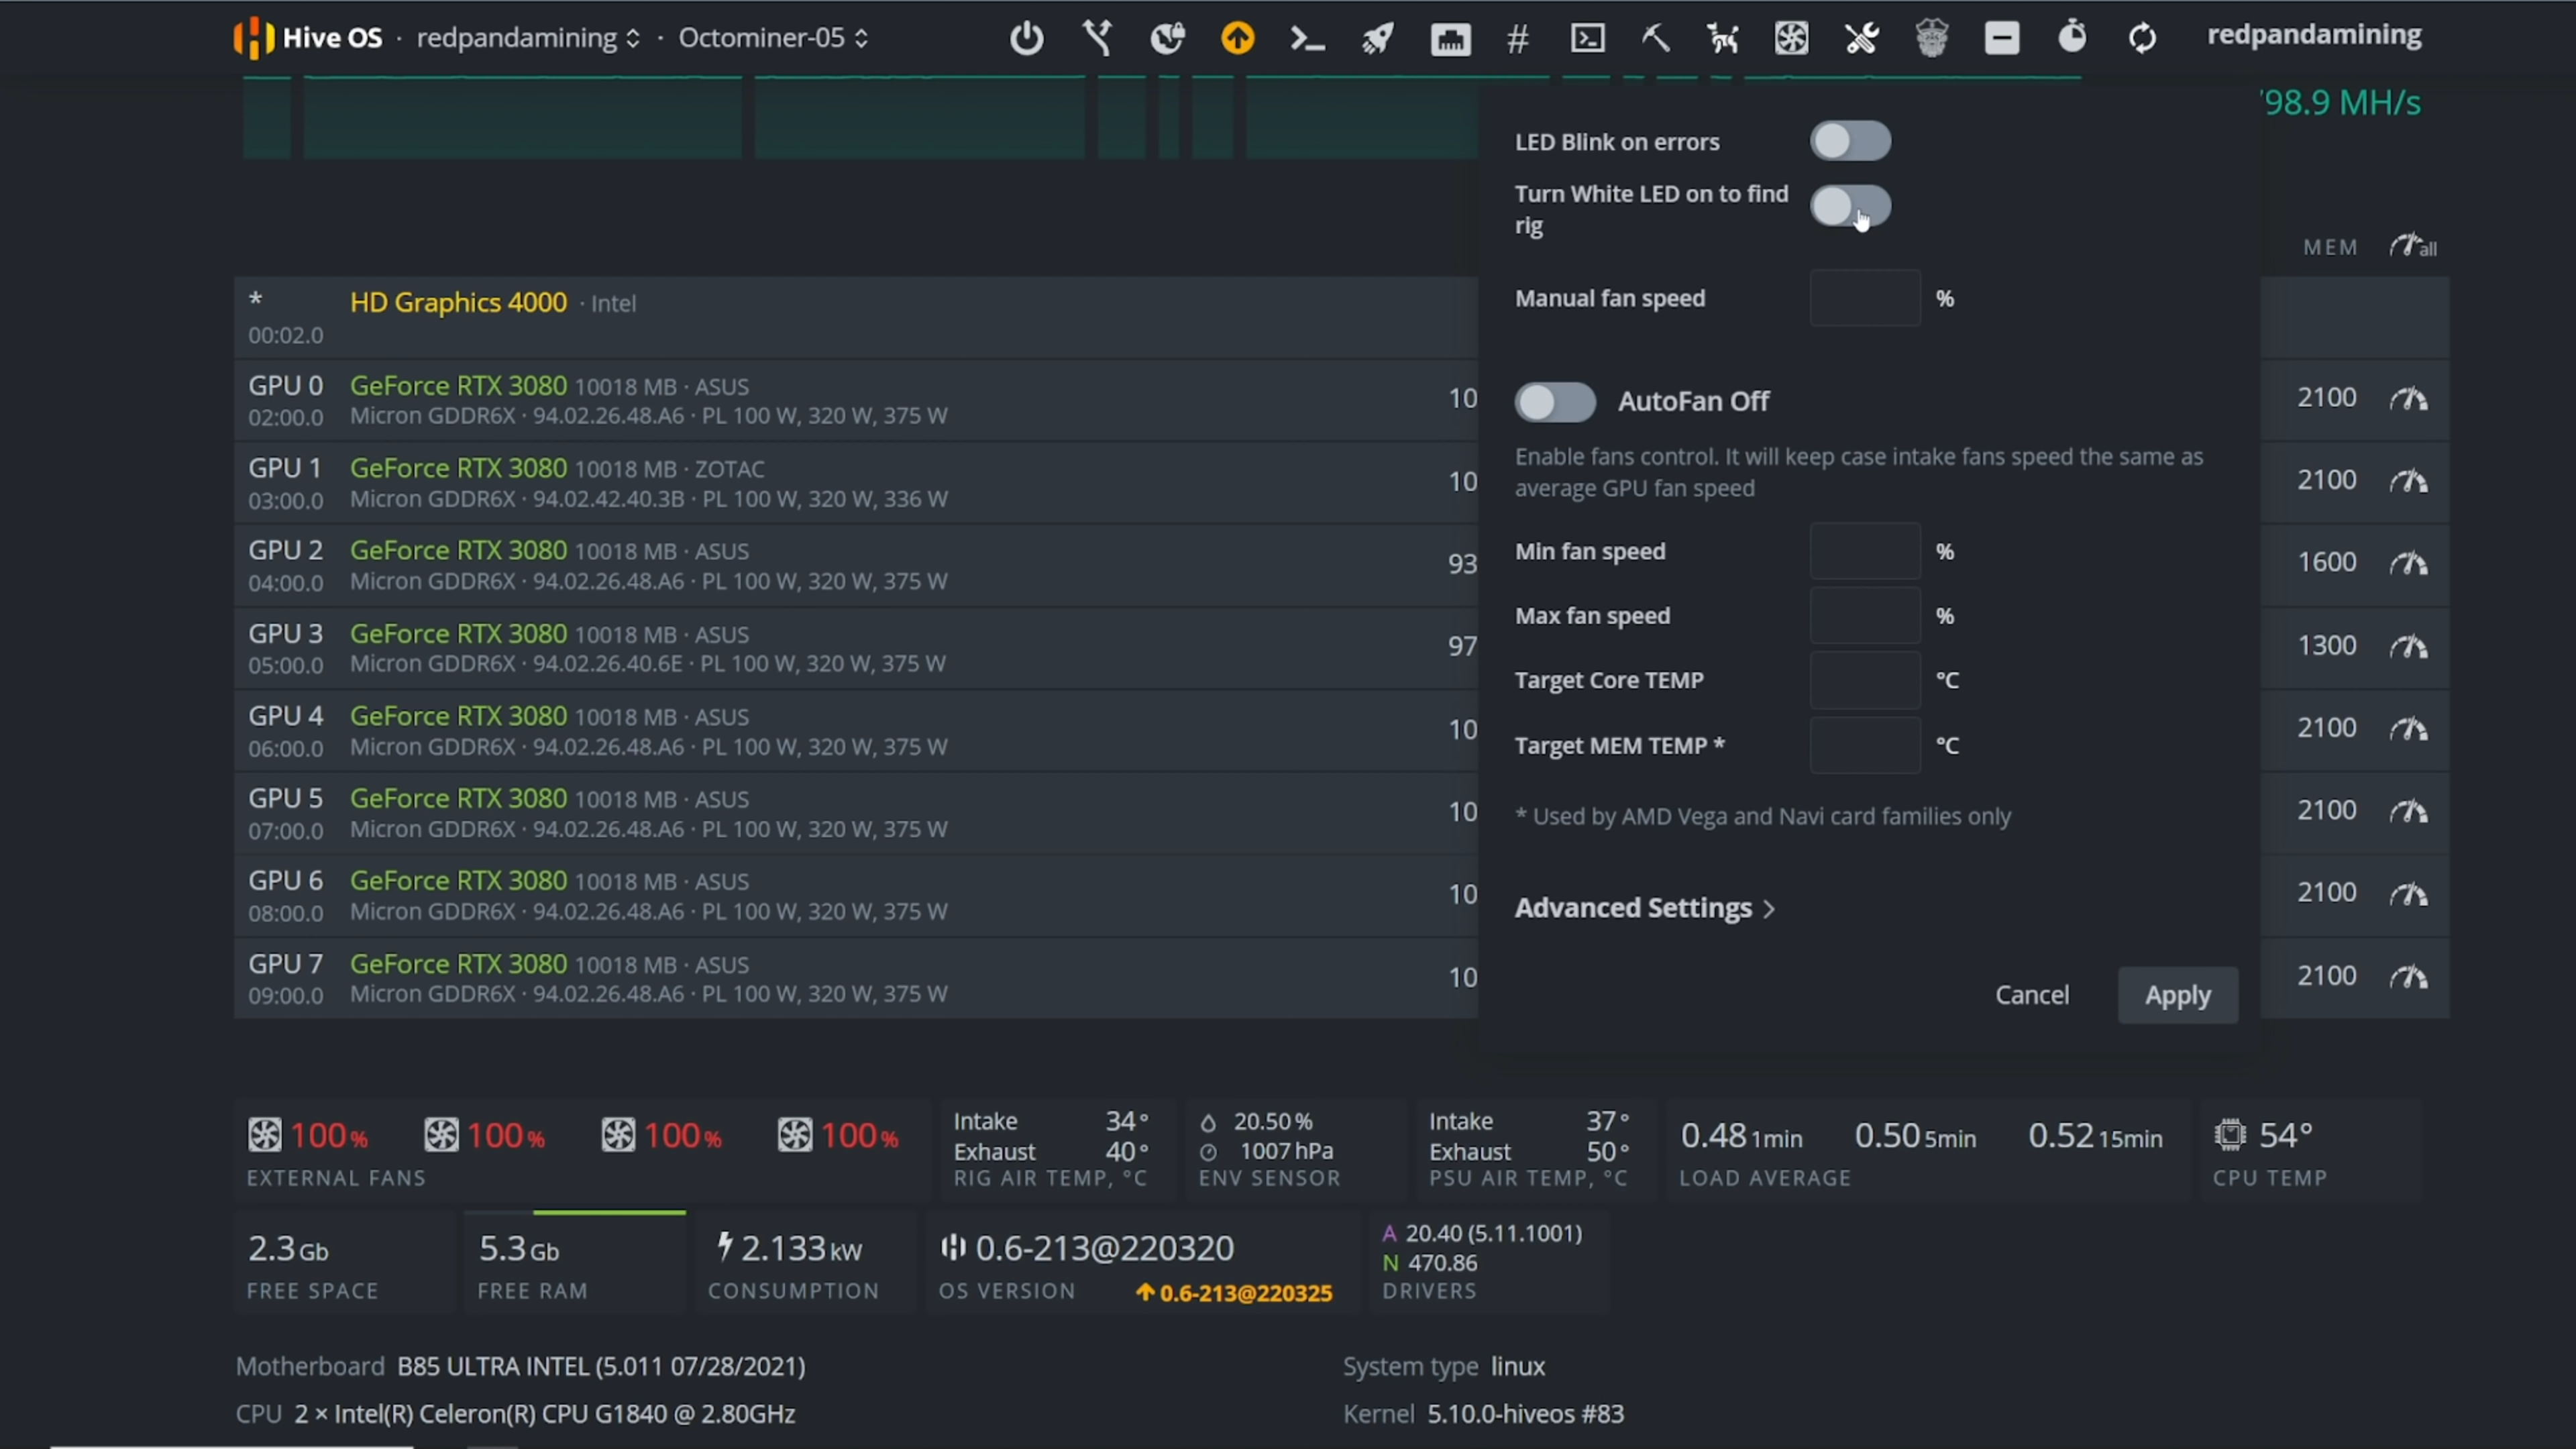 Hive OS · redpandamining · Octominer-05 redpandamining
98.9 MH/s
LED Blink on errors
Turn White LED on to find
rig
MEM all
Manual fan speed %
* HD Graphics 4000 · Intel
00:02.0
GPU 0 GeForce RTX 3080 10018 MB · ASUS 10 2100
02:00.0 Micron GDDR6X · 94.02.26.48.A6 · PL 100 W, 320 W, 375 W
AutoFan Off
Enable fans control. It will keep case intake fans speed the same as
average GPU fan speed
GPU 1 GeForce RTX 3080 10018 MB · ZOTAC 10 2100
03:00.0 Micron GDDR6X · 94.02.42.40.3B · PL 100 W, 320 W, 336 W
GPU 2 GeForce RTX 3080 10018 MB · ASUS 93 1600
04:00.0 Micron GDDR6X · 94.02.26.48.A6 · PL 100 W, 320 W, 375 W
Min fan speed %
Max fan speed %
GPU 3 GeForce RTX 3080 10018 MB · ASUS 97 1300
05:00.0 Micron GDDR6X · 94.02.26.40.6E · PL 100 W, 320 W, 375 W
Target Core TEMP °C
GPU 4 GeForce RTX 3080 10018 MB · ASUS 10 2100
06:00.0 Micron GDDR6X · 94.02.26.48.A6 · PL 100 W, 320 W, 375 W
Target MEM TEMP * °C
GPU 5 GeForce RTX 3080 10018 MB · ASUS 10 2100
07:00.0 Micron GDDR6X · 94.02.26.48.A6 · PL 100 W, 320 W, 375 W
* Used by AMD Vega and Navi card families only
GPU 6 GeForce RTX 3080 10018 MB · ASUS 10 2100
08:00.0 Micron GDDR6X · 94.02.26.48.A6 · PL 100 W, 320 W, 375 W
Advanced Settings >
GPU 7 GeForce RTX 3080 10018 MB · ASUS 10 2100
09:00.0 Micron GDDR6X · 94.02.26.48.A6 · PL 100 W, 320 W, 375 W
Cancel Apply
100% 100% 100% 100%
EXTERNAL FANS
Intake 34°
Exhaust 40°
RIG AIR TEMP, °C
20.50%
1007 hPa
ENV SENSOR
Intake 37°
Exhaust 50°
PSU AIR TEMP, °C
0.48 1min 0.50 5min 0.52 15min
LOAD AVERAGE
54°
CPU TEMP
2.3 Gb
FREE SPACE
5.3 Gb
FREE RAM
2.133 kW
CONSUMPTION
0.6-213@220320
OS VERSION 0.6-213@220325
A 20.40 (5.11.1001)
N 470.86
DRIVERS
Motherboard B85 ULTRA INTEL (5.011 07/28/2021)
System type linux
CPU 2 × Intel(R) Celeron(R) CPU G1840 @ 2.80GHz
Kernel 5.10.0-hiveos #83